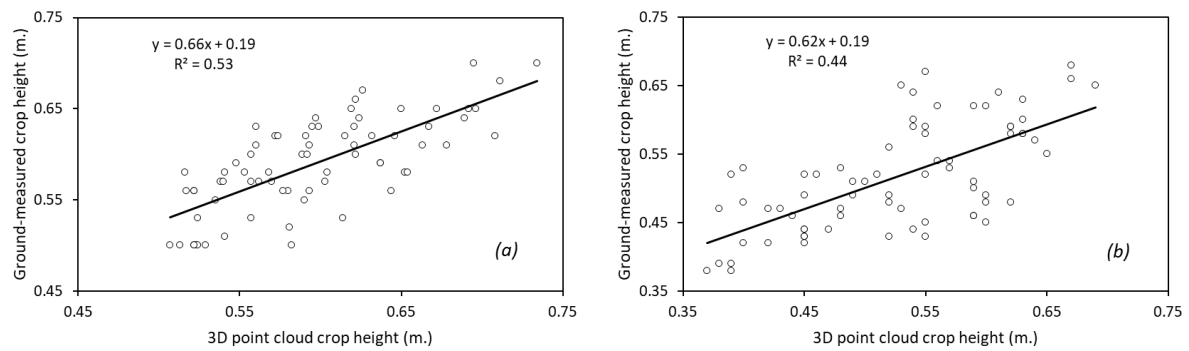 0.75
0.65
0.55
0.45
Ground-measured crop height (m.)
y = 0.66x + 0.19
R² = 0.53
(a)
0.45 0.55 0.65 0.75
3D point cloud crop height (m.)
0.75
0.65
0.55
0.45
0.35
Ground-measured crop height (m.)
y = 0.62x + 0.19
R² = 0.44
(b)
0.35 0.45 0.55 0.65 0.75
3D point cloud crop height (m.)